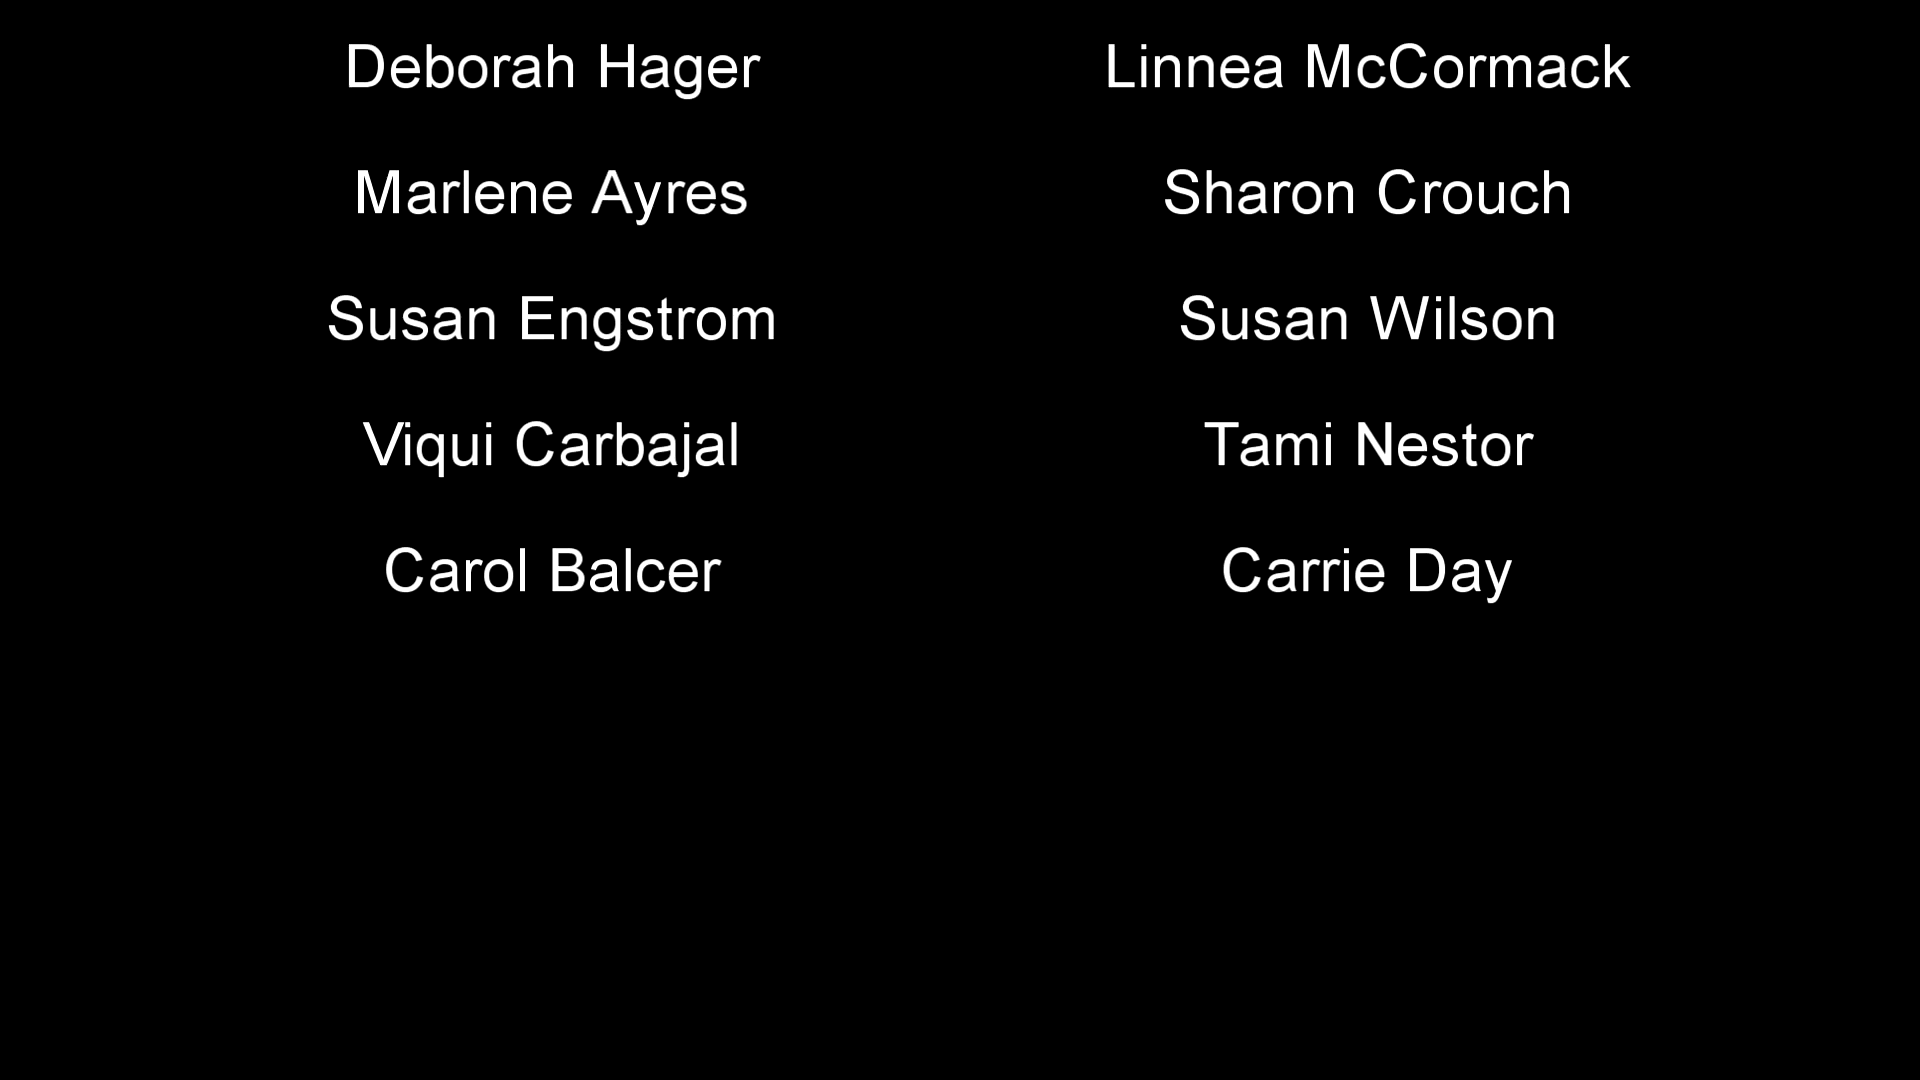 Deborah Hager Linnea McCormack
Marlene Ayres Sharon Crouch
Susan Engstrom Susan Wilson
Viqui Carbajal Tami Nestor
Carol Balcer Carrie Day